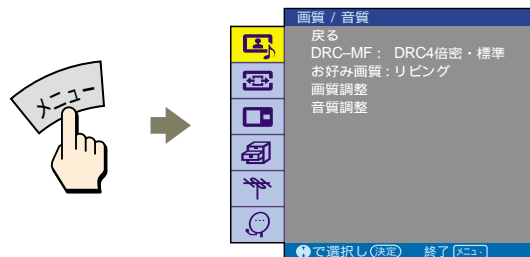 メニュー
画質 / 音質
戻る
DRC–MF： DRC4倍密・標準
お好み画質：リビング
画質調整
音質調整
で選択し 決定 終了 メニュー